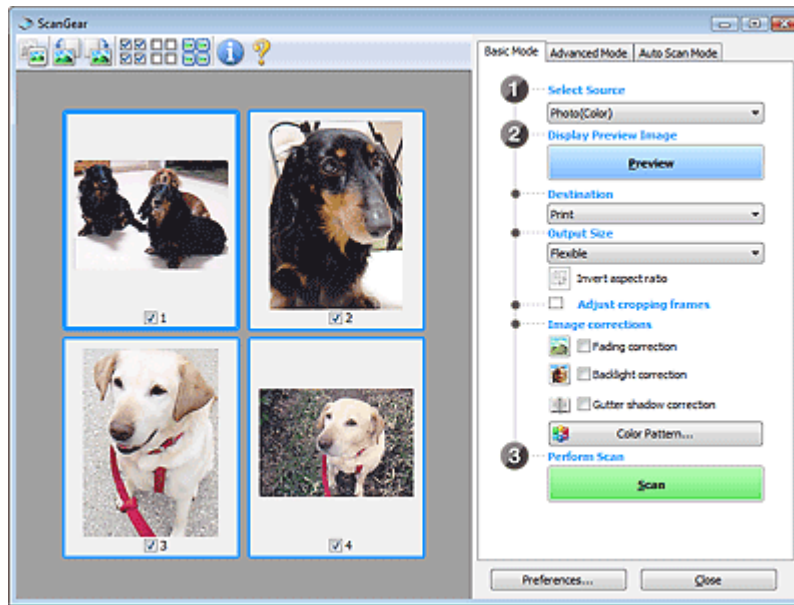 ScanGear
Basic Mode Advanced Mode Auto Scan Mode
1 Select Source
Photo(Color)
2 Display Preview Image
Preview
Destination
Print
Output Size
Flexible
Invert aspect ratio
Adjust cropping frames
Image corrections
Fading correction
Backlight correction
Gutter shadow correction
Color Pattern...
3 Perform Scan
Scan
Preferences... Close
1 2
3 4